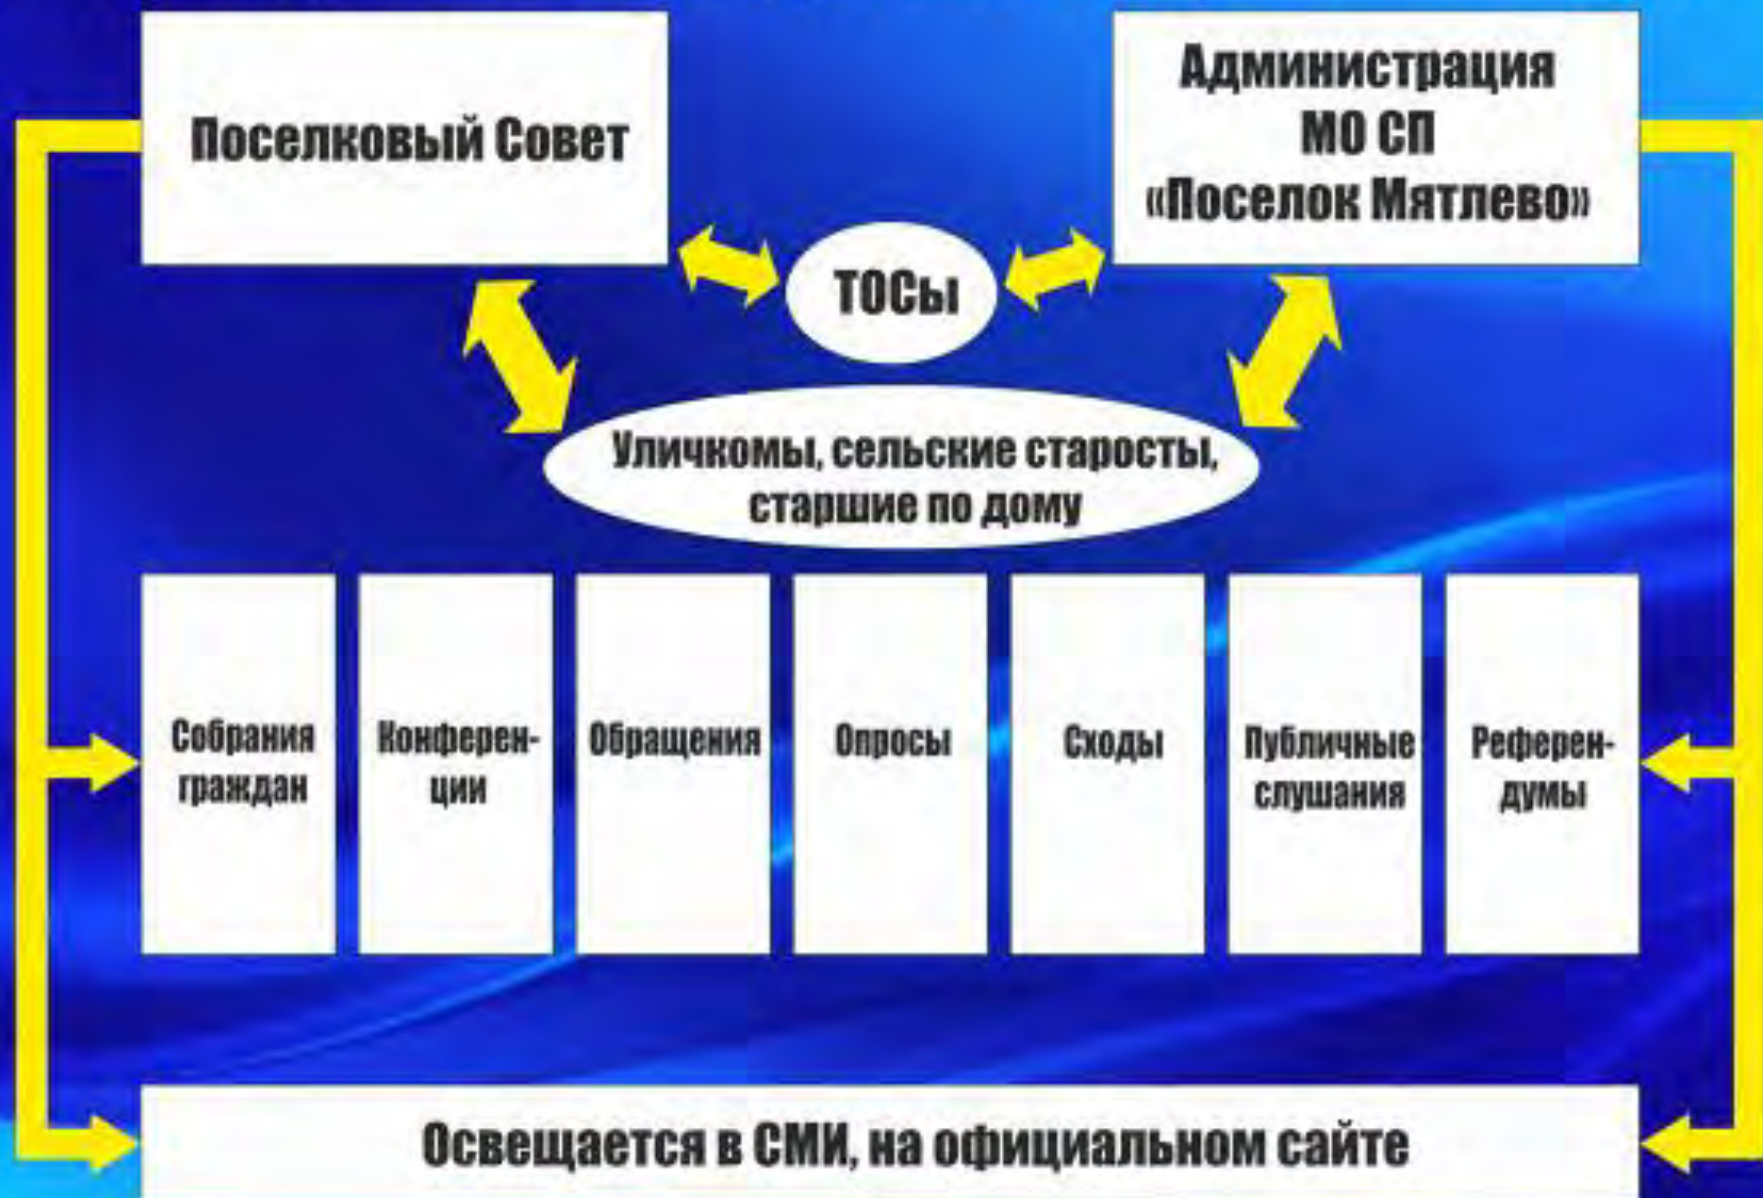 Поселковый Совет
Администрация
МО СП
«Поселок Мятлево»
ТОСы
Уличкомы, сельские старосты,
старшие по дому
Собрания
граждан
Конферен-
ции
Обращения
Опросы
Сходы
Публичные
слушания
Референ-
думы
Освещается в СМИ, на официальном сайте